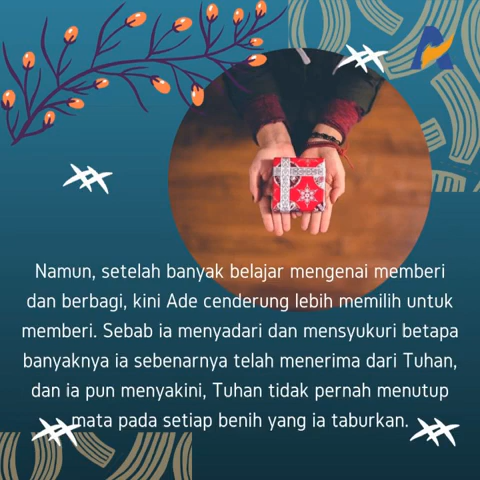 Namun, setelah banyak belajar mengenai memberi
dan berbagi, kini Ade cenderung lebih memilih untuk
memberi. Sebab ia menyadari dan mensyukuri betapa
banyaknya ia sebenarnya telah menerima dari Tuhan,
dan ia pun menyakini, Tuhan tidak pernah menutup
mata pada setiap benih yang ia taburkan.